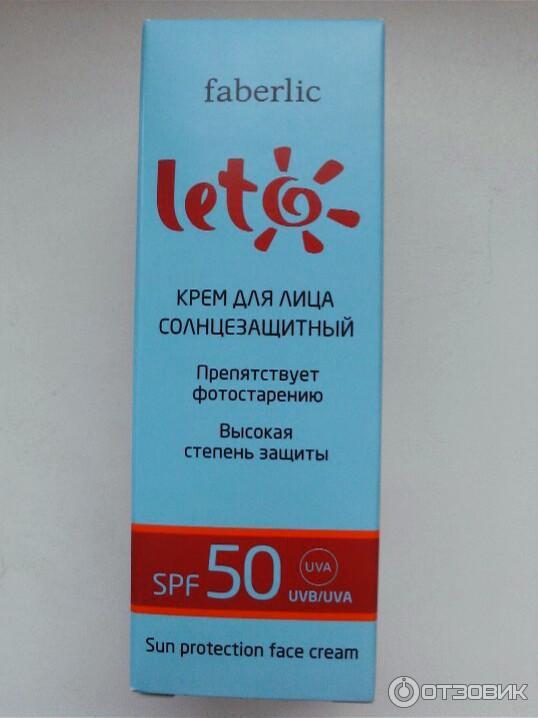 faberlic
leto
КРЕМ ДЛЯ ЛИЦА
СОЛНЦЕЗАЩИТНЫЙ
Препятствует
фотостарению
Высокая
степень защиты
SPF 50 UVA
UVB/UVA
Sun protection face cream
ОТЗОВИК